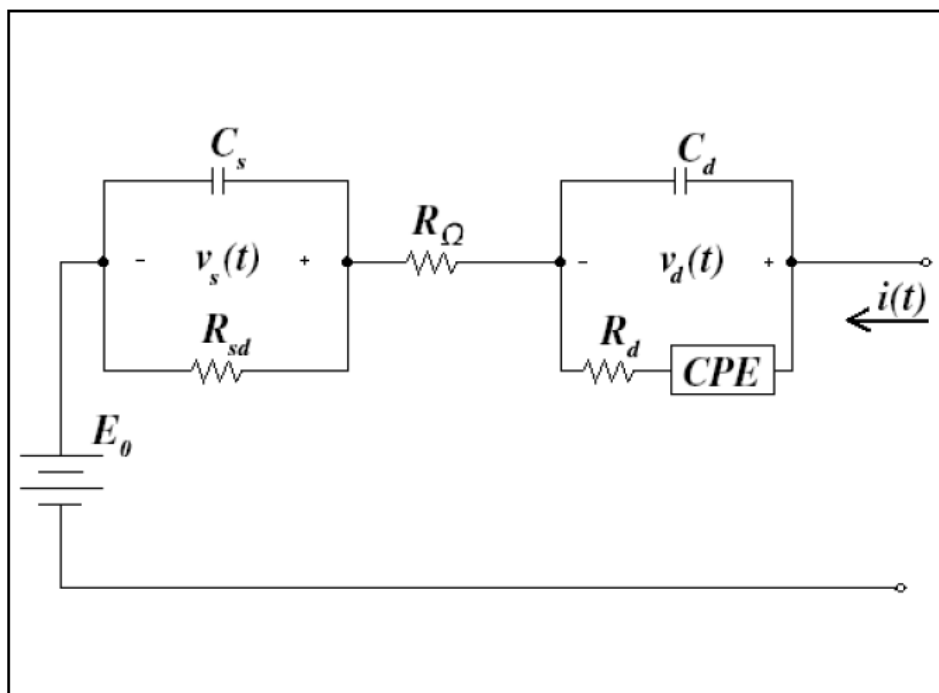 C_s
C_d
R_Ω
- v_s(t) +
- v_d(t) +
i(t)
R_sd
R_d
CPE
E_0